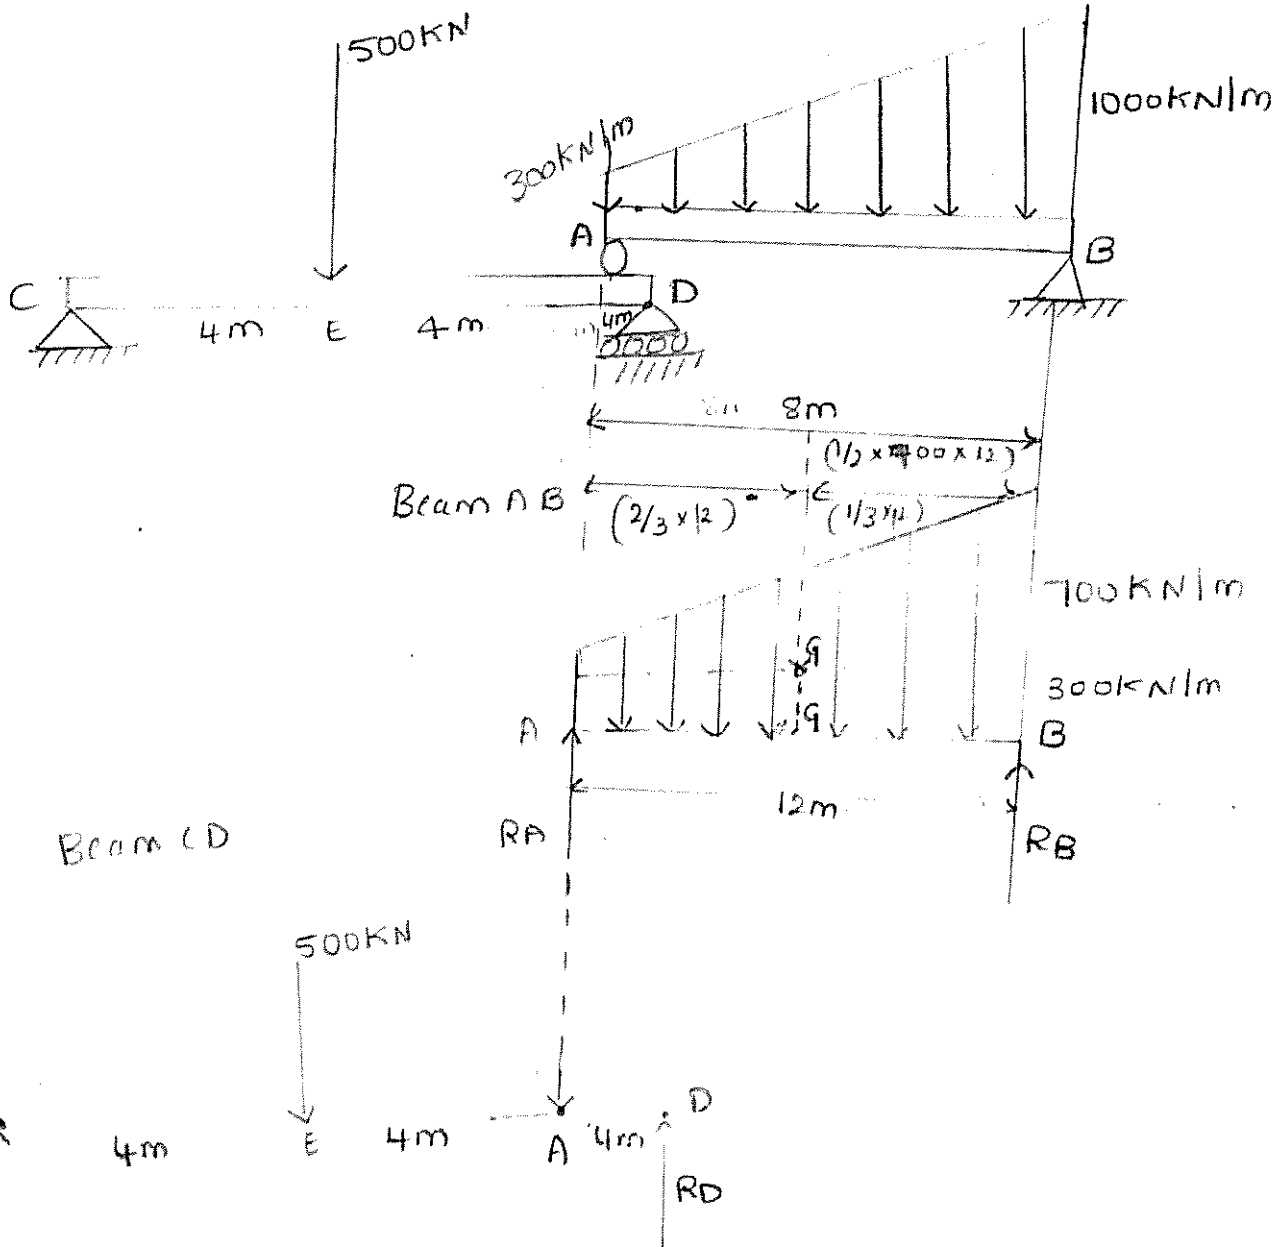 500KN
1000KN/m
300KN/m
A
B
C
D
4m E 4m
4m
8m
(1/2 × 700 × 12)
Beam AB
(2/3 × 12)
(1/3 × 12)
700KN/m
G
300KN/m
G
A
B
12m
RA
RB
Beam CD
500KN
D
4m E 4m A 4m
RD